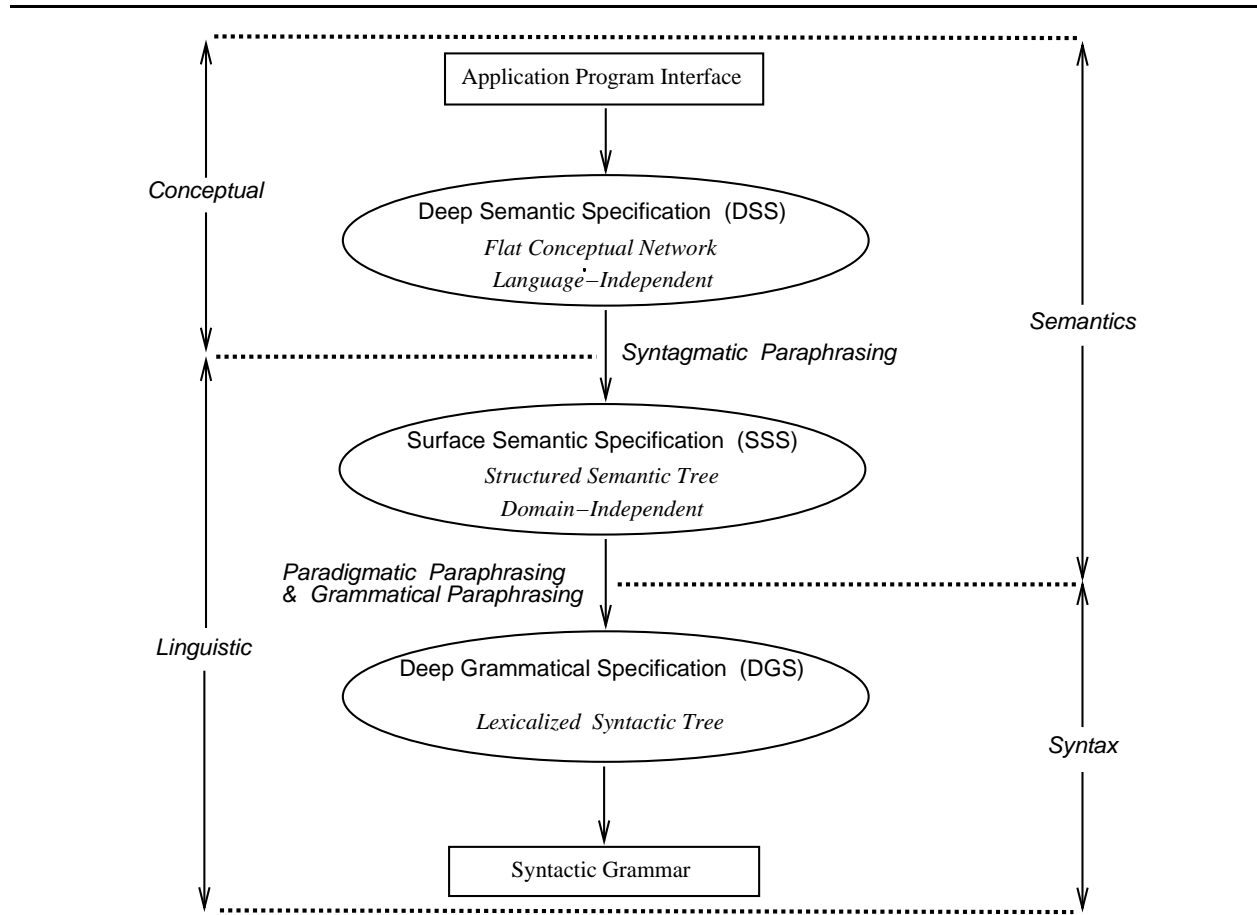 Application Program Interface
Conceptual
Deep Semantic Specification (DSS)
Flat Conceptual Network
Language-Independent
Semantics
Syntagmatic Paraphrasing
Surface Semantic Specification (SSS)
Structured Semantic Tree
Domain-Independent
Paradigmatic Paraphrasing
& Grammatical Paraphrasing
Linguistic
Deep Grammatical Specification (DGS)
Lexicalized Syntactic Tree
Syntax
Syntactic Grammar